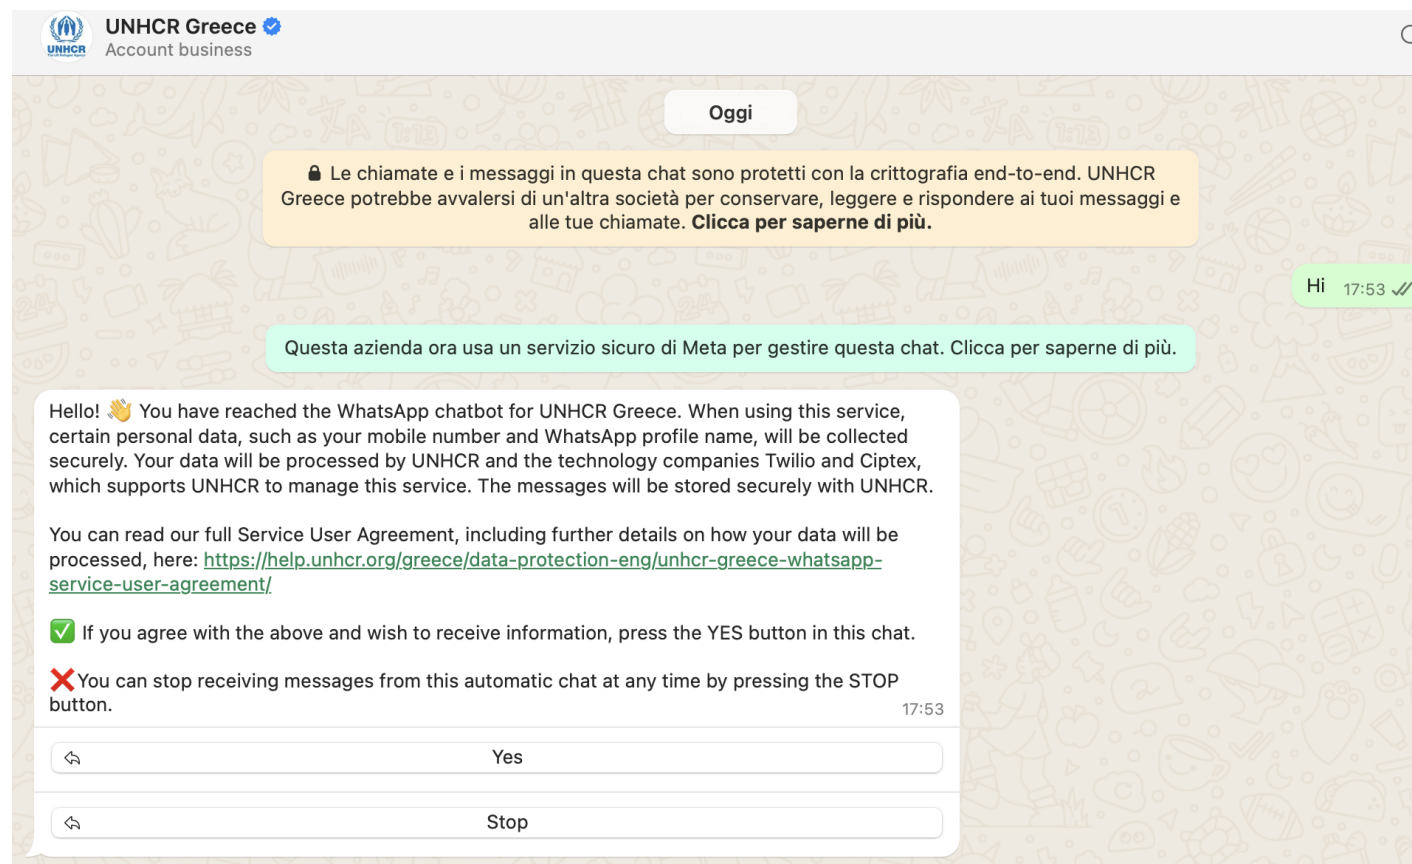 UNHCR
UNHCR Greece
Account business
Oggi
Le chiamate e i messaggi in questa chat sono protetti con la crittografia end-to-end. UNHCR
Greece potrebbe avvalersi di un'altra società per conservare, leggere e rispondere ai tuoi messaggi e
alle tue chiamate. Clicca per saperne di più.
Hi 17:53
Questa azienda ora usa un servizio sicuro di Meta per gestire questa chat. Clicca per saperne di più.
Hello! 👋 You have reached the WhatsApp chatbot for UNHCR Greece. When using this service,
certain personal data, such as your mobile number and WhatsApp profile name, will be collected
securely. Your data will be processed by UNHCR and the technology companies Twilio and Ciptex,
which supports UNHCR to manage this service. The messages will be stored securely with UNHCR.
You can read our full Service User Agreement, including further details on how your data will be
processed, here: https://help.unhcr.org/greece/data-protection-eng/unhcr-greece-whatsapp-
service-user-agreement/
✅ If you agree with the above and wish to receive information, press the YES button in this chat.
❌You can stop receiving messages from this automatic chat at any time by pressing the STOP
button.
17:53
Yes
Stop